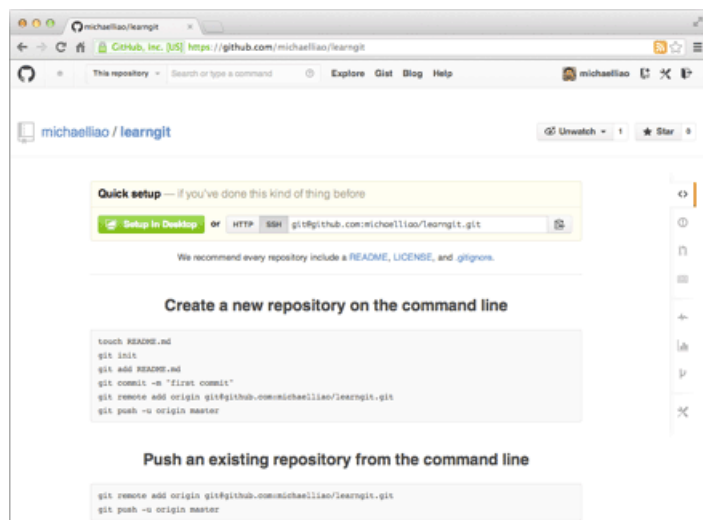 michaelliao/learngit
GitHub, Inc. [US] https://github.com/michaelliao/learngit
This repository Search or type a command Explore Gist Blog Help michaelliao
michaelliao / learngit
Unwatch 1 Star 0
Quick setup — if you've done this kind of thing before
Setup in Desktop or HTTP SSH git@github.com:michaelliao/learngit.git
We recommend every repository include a README, LICENSE, and .gitignore.
Create a new repository on the command line
touch README.md
git init
git add README.md
git commit -m "first commit"
git remote add origin git@github.com:michaelliao/learngit.git
git push -u origin master
Push an existing repository from the command line
git remote add origin git@github.com:michaelliao/learngit.git
git push -u origin master